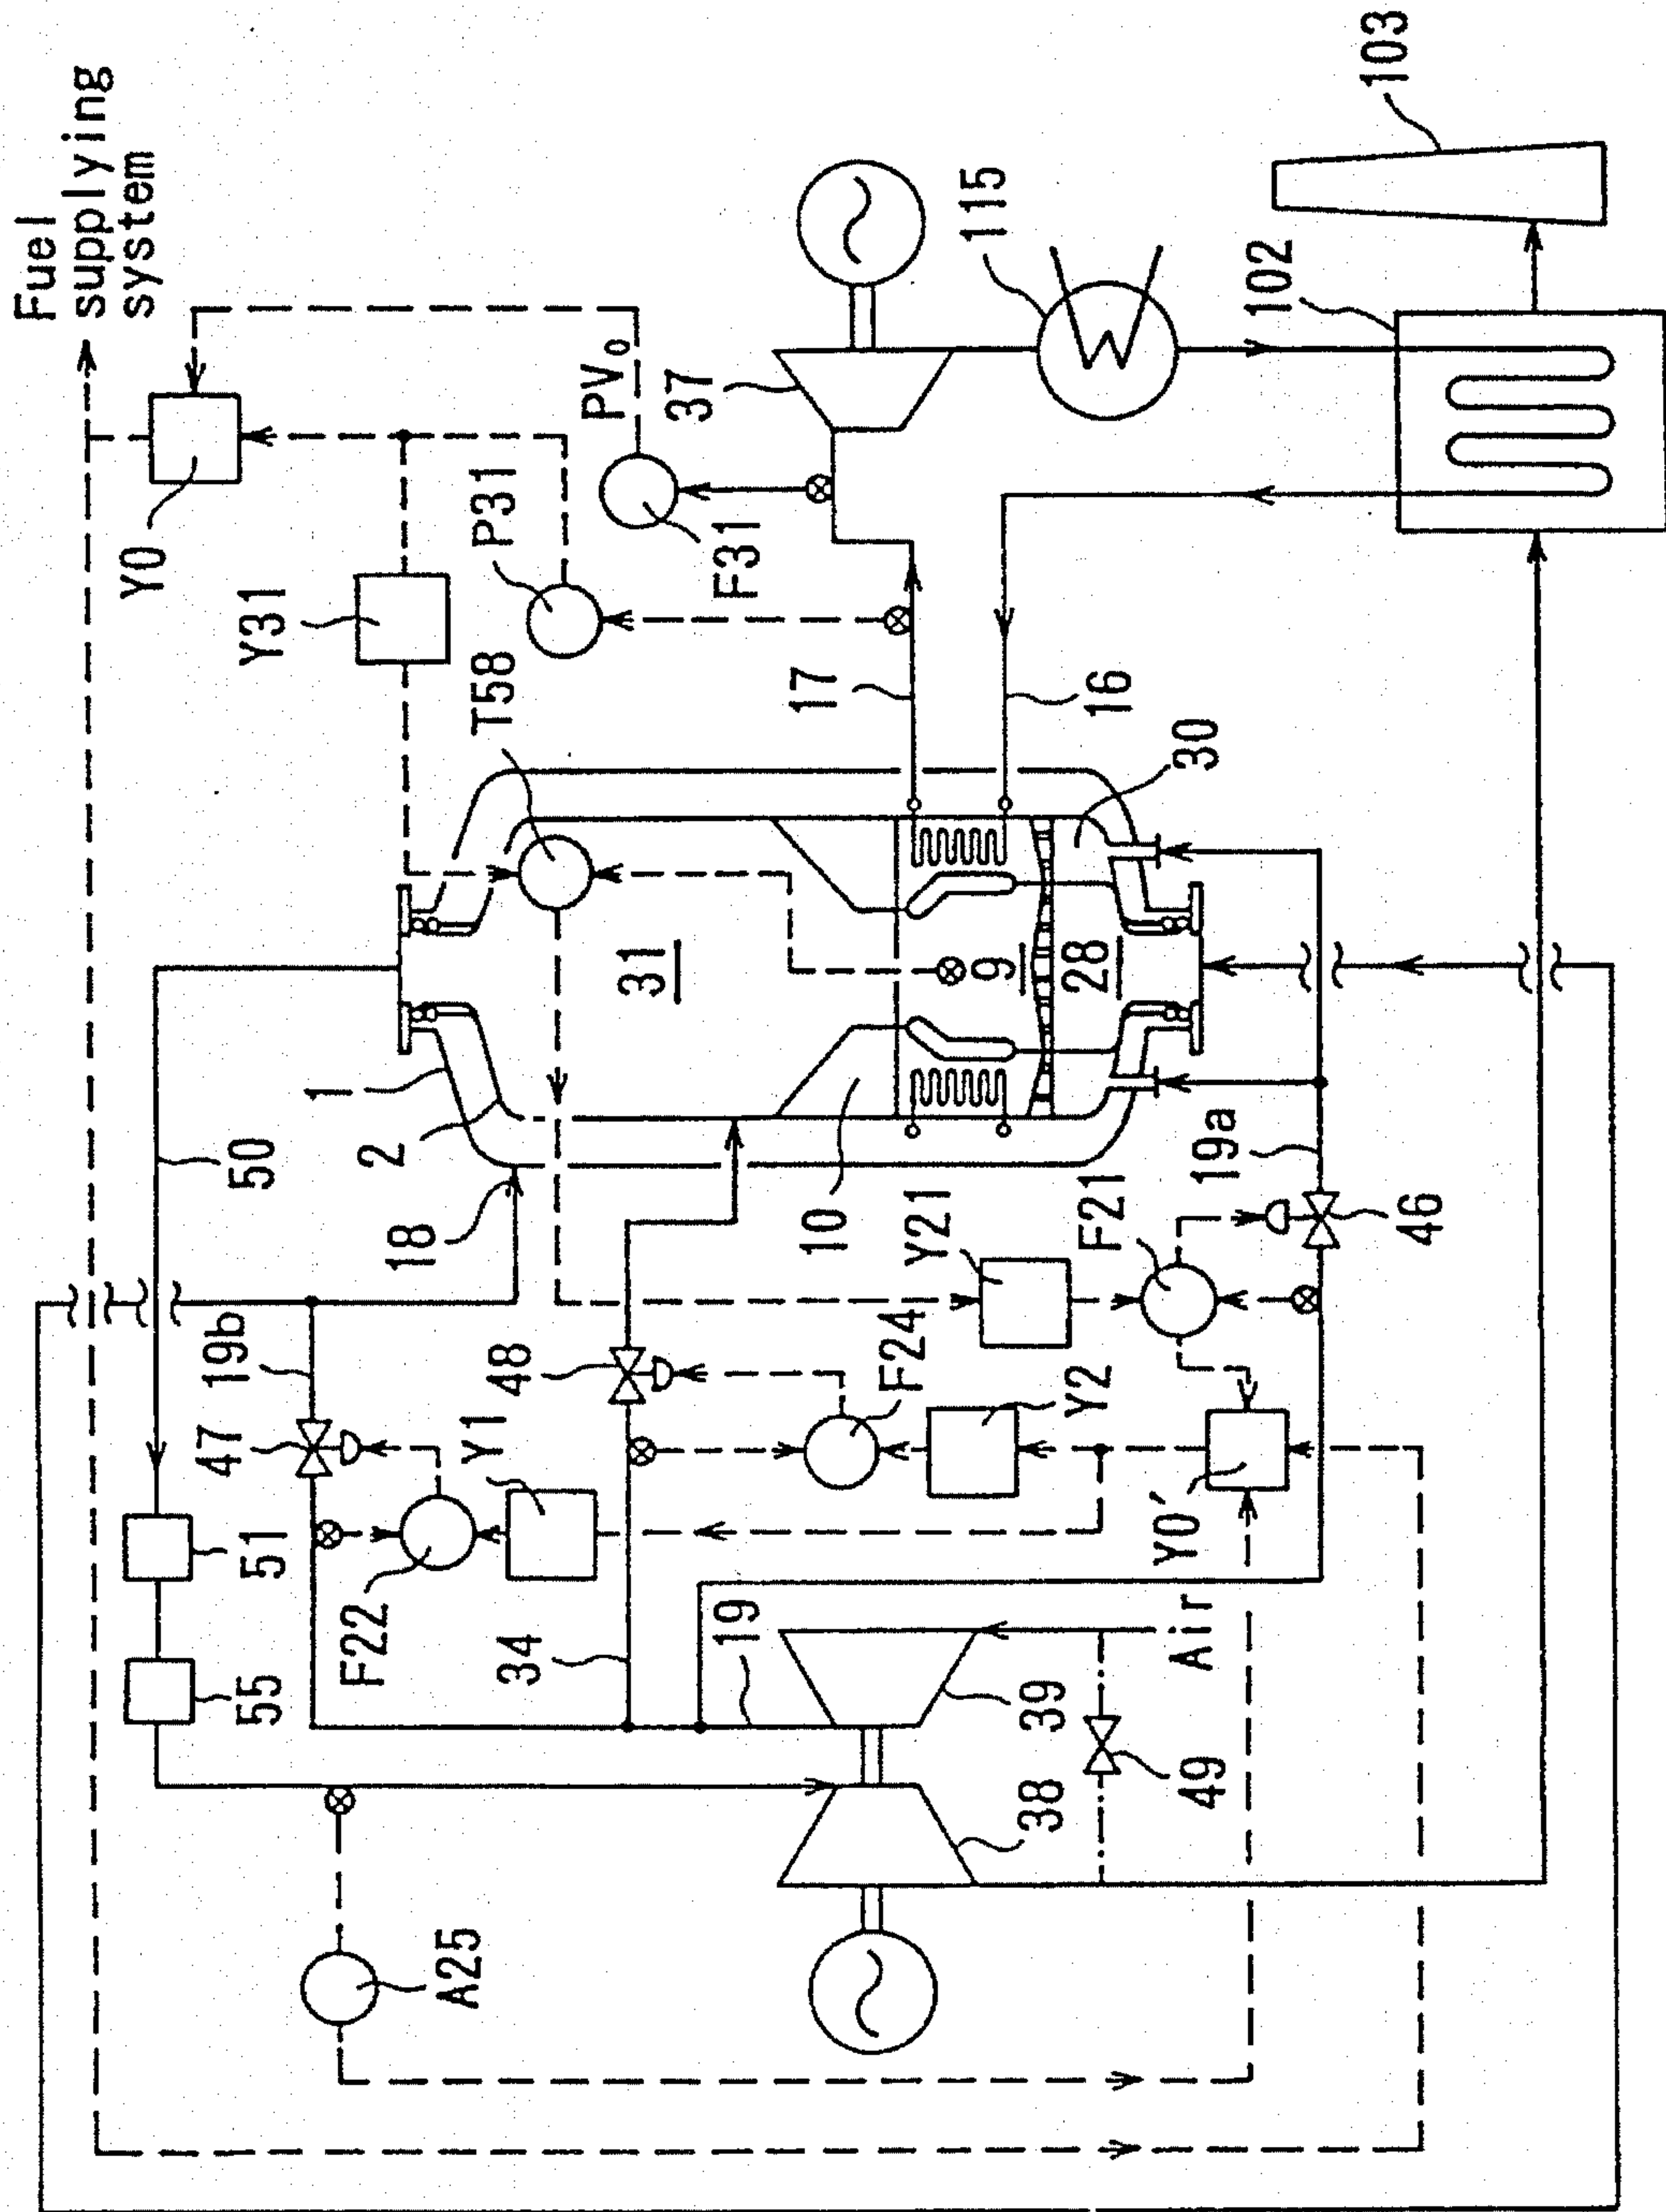 Fuel
supplying
system
103
Y0
PV0
115
37
102
Y31
P31
F31
T58
17
16
30
31
9
28
1
2
50
18
10
19a
Y21
F21
46
19b
48
F24
47
Y1
Y2
51
F22
Y0'
55
34
19
Air
39
49
38
A25